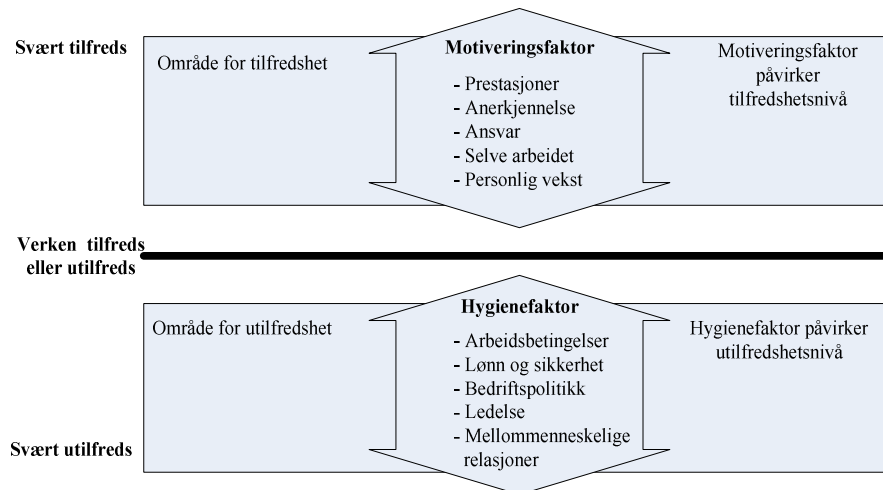 Svært tilfreds
Område for tilfredshet
Motiveringsfaktor
- Prestasjoner
- Anerkjennelse
- Ansvar
- Selve arbeidet
- Personlig vekst
Motiveringsfaktor
påvirker
tilfredshetsnivå
Verken tilfreds
eller utilfreds
Område for utilfredshet
Hygienefaktor
- Arbeidsbetingelser
- Lønn og sikkerhet
- Bedriftspolitikk
- Ledelse
- Mellommenneskelige
relasjoner
Hygienefaktor påvirker
utilfredshetsnivå
Svært utilfreds